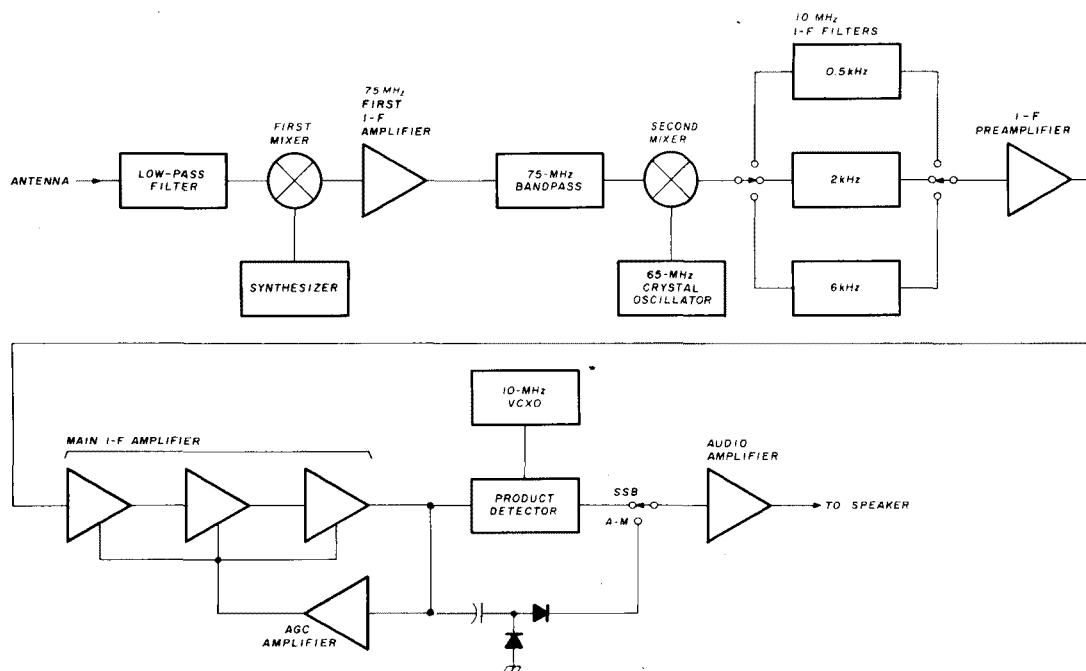 10 MHz
I-F FILTERS
0.5kHz
75 MHz
FIRST
I-F
AMPLIFIER
FIRST
MIXER
SECOND
MIXER
I-F
PREAMPLIFIER
ANTENNA
LOW-PASS
FILTER
75-MHz
BANDPASS
2kHz
SYNTHESIZER
65-MHz
CRYSTAL
OSCILLATOR
6kHz
10-MHz
VCXO
MAIN I-F AMPLIFIER
AUDIO
AMPLIFIER
PRODUCT
DETECTOR
SSB
A-M
TO SPEAKER
AGC
AMPLIFIER